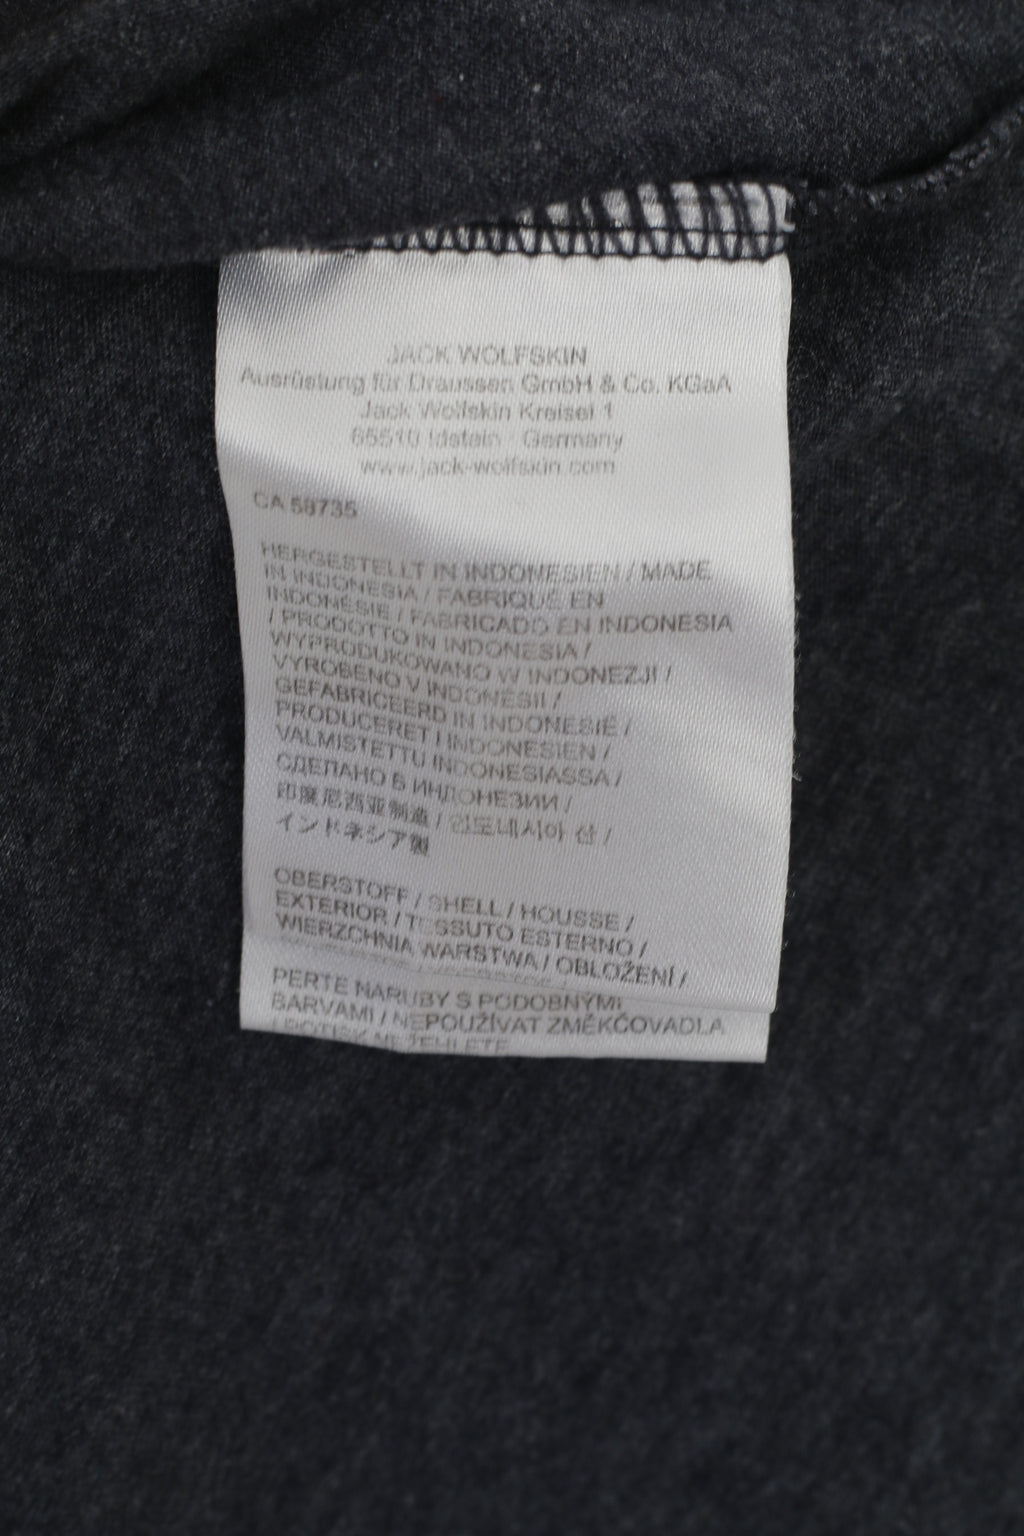 JACK WOLFSKIN
Ausrüstung für Draussen GmbH & Co. KGaA
Jack Wolfskin Kreisel 1
65510 Idstein · Germany
www.jack-wolfskin.com
CA 58735
HERGESTELLT IN INDONESIEN / MADE
IN INDONESIA / FABRIQUÉ EN
INDONÉSIE / FABRICADO EN INDONESIA
/ PRODOTTO IN INDONESIA /
WYPRODUKOWANO W INDONEZJI /
VYROBENO V INDONÉSII /
GEFABRICEERD IN INDONESIË /
PRODUCERET I INDONESIEN /
VALMISTETTU INDONESIASSA /
СДЕЛАНО В ИНДОНЕЗИИ /
印度尼西亚制造 / 인도네시아 산 /
インドネシア製
OBERSTOFF / SHELL / HOUSSE /
EXTERIOR / TESSUTO ESTERNO /
WIERZCHNIA WARSTWA / OBLOŽENÍ /
PERTE NARUBY S PODOBNÝMI
BARVAMI / NEPOUŽÍVAT ZMĚKČOVADLA
/ POTISK NEŽEHLETE